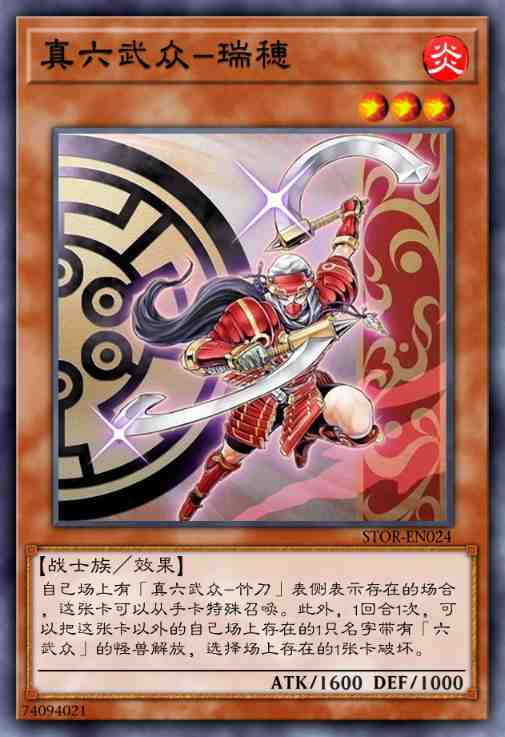 真六武众-瑞穗
炎
STOR-EN024
【战士族／效果】
自己场上有「真六武众-竹刀」表侧表示存在的场合
，这张卡可以从手卡特殊召唤。此外，1回合1次，可
以把这张卡以外的自己场上存在的1只名字带有「六
武众」的怪兽解放，选择场上存在的1张卡破坏。
ATK/1600 DEF/1000
74094021